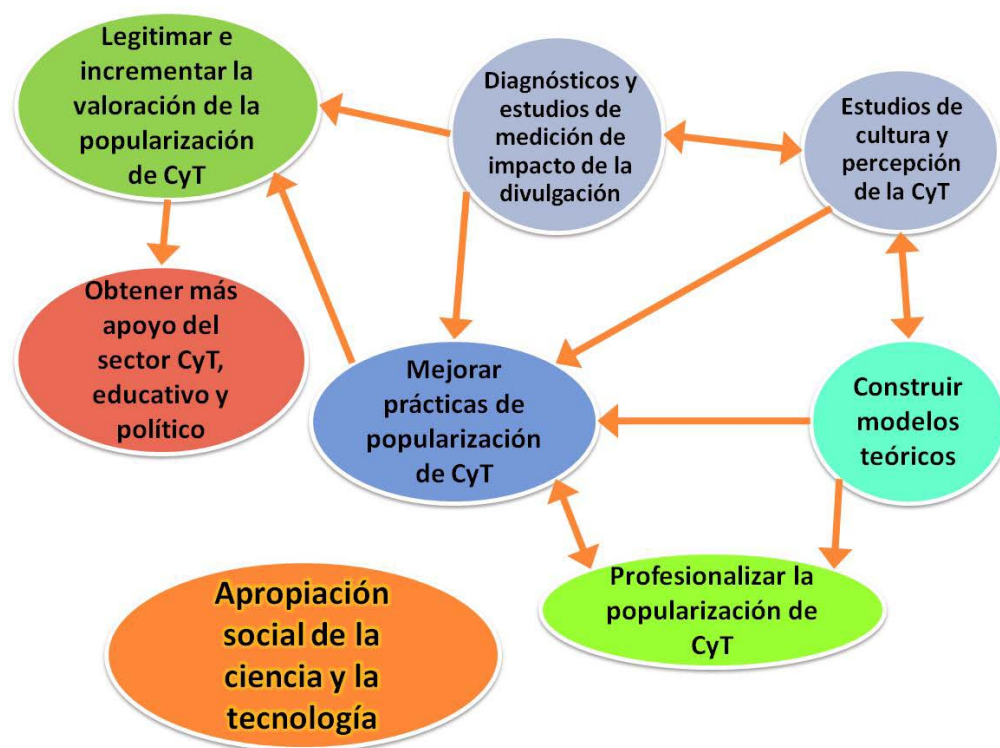 Legitimar e
incrementar la
valoración de la
popularización
de CyT
Diagnósticos y
estudios de
medición de
impacto de la
divulgación
Estudios de
cultura y
percepción
de la CyT
Obtener más
apoyo del
sector CyT,
educativo y
político
Mejorar
prácticas de
popularización
de CyT
Construir
modelos
teóricos
Profesionalizar la
popularización de
CyT
Apropiación
social de la
ciencia y la
tecnología